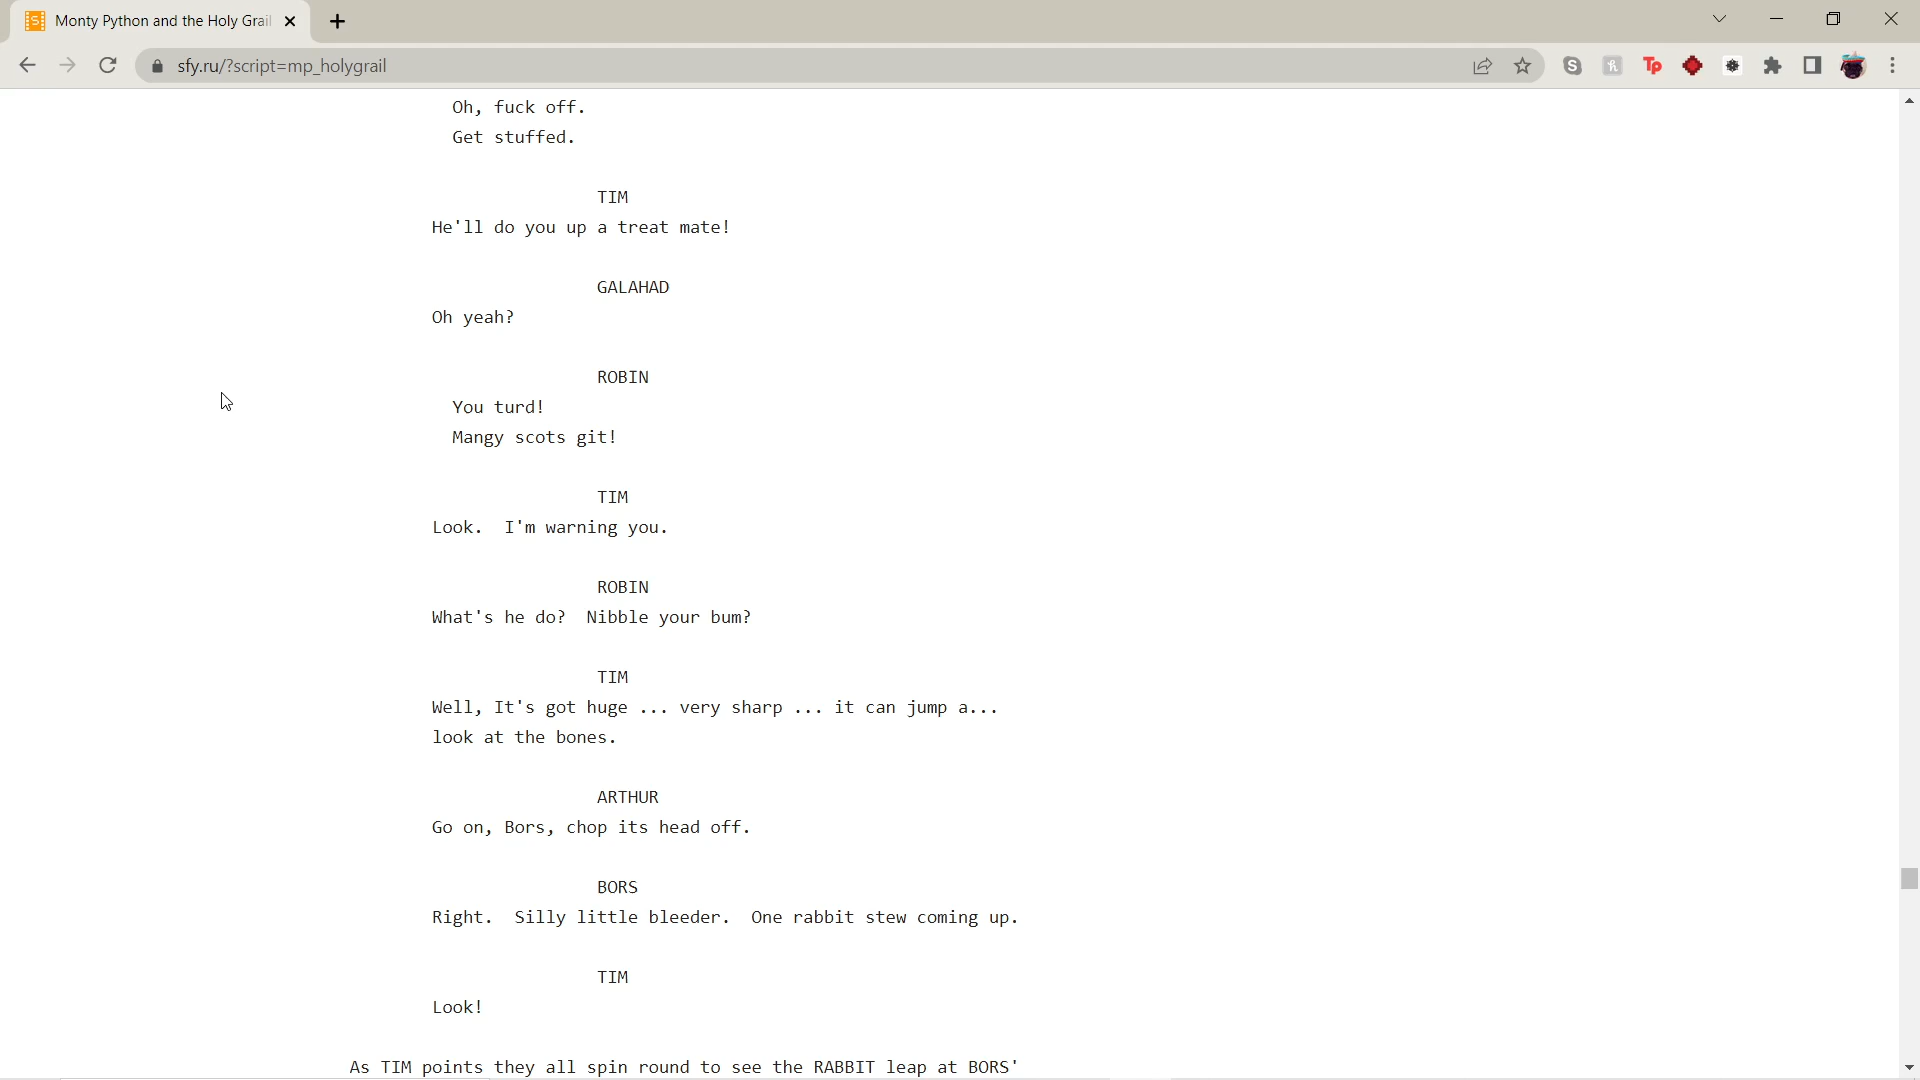 Monty Python and the Holy Grail
sfy.ru/?script=mp_holygrail
Oh, fuck off.
Get stuffed.
TIM
He'll do you up a treat mate!
GALAHAD
Oh yeah?
ROBIN
You turd!
Mangy scots git!
TIM
Look.  I'm warning you.
ROBIN
What's he do?  Nibble your bum?
TIM
Well, It's got huge ... very sharp ... it can jump a...
look at the bones.
ARTHUR
Go on, Bors, chop its head off.
BORS
Right.  Silly little bleeder.  One rabbit stew coming up.
TIM
Look!
As TIM points they all spin round to see the RABBIT leap at BORS'